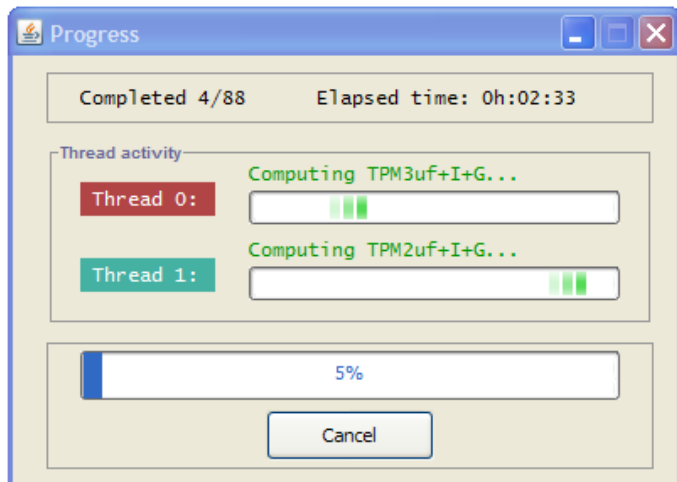 Progress
Completed 4/88 Elapsed time: 0h:02:33
Thread activity
Computing TPM3uf+I+G...
Thread 0:
Computing TPM2uf+I+G...
Thread 1:
5%
Cancel